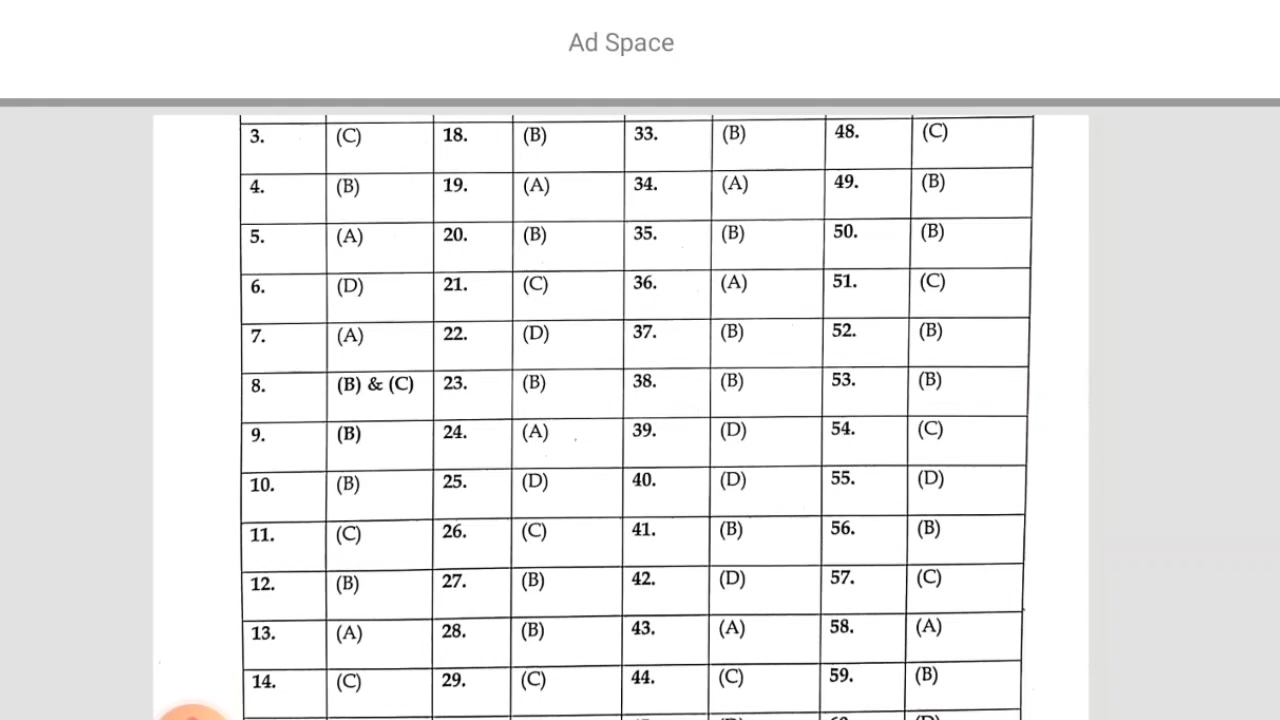 Ad Space
3. (C) 18. (B) 33. (B) 48. (C)
4. (B) 19. (A) 34. (A) 49. (B)
5. (A) 20. (B) 35. (B) 50. (B)
6. (D) 21. (C) 36. (A) 51. (C)
7. (A) 22. (D) 37. (B) 52. (B)
8. (B) & (C) 23. (B) 38. (B) 53. (B)
9. (B) 24. (A) 39. (D) 54. (C)
10. (B) 25. (D) 40. (D) 55. (D)
11. (C) 26. (C) 41. (B) 56. (B)
12. (B) 27. (B) 42. (D) 57. (C)
13. (A) 28. (B) 43. (A) 58. (A)
14. (C) 29. (C) 44. (C) 59. (B)